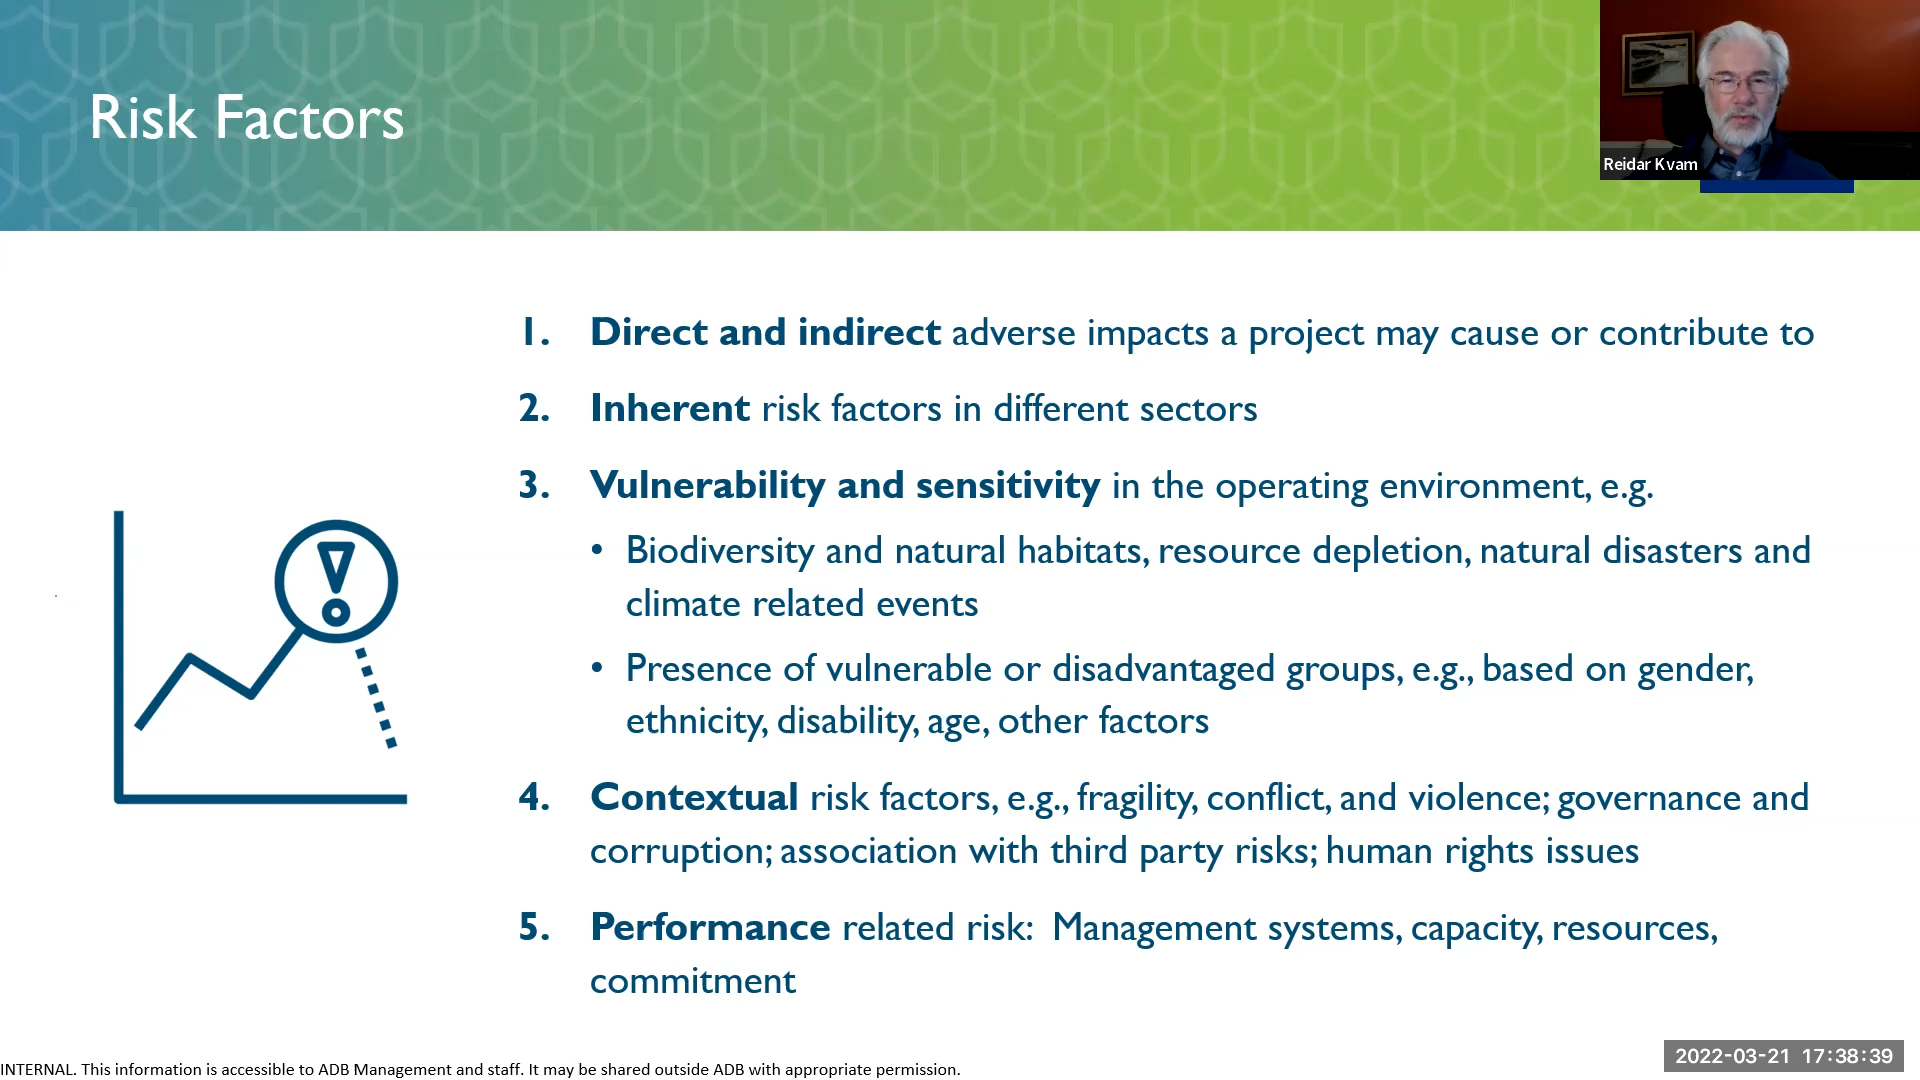 Risk Factors
Reidar Kvam
1. Direct and indirect adverse impacts a project may cause or contribute to
2. Inherent risk factors in different sectors
3. Vulnerability and sensitivity in the operating environment, e.g.
• Biodiversity and natural habitats, resource depletion, natural disasters and
climate related events
• Presence of vulnerable or disadvantaged groups, e.g., based on gender,
ethnicity, disability, age, other factors
4. Contextual risk factors, e.g., fragility, conflict, and violence; governance and
corruption; association with third party risks; human rights issues
5. Performance related risk: Management systems, capacity, resources,
commitment
INTERNAL. This information is accessible to ADB Management and staff. It may be shared outside ADB with appropriate permission.
2022-03-21 17:38:39